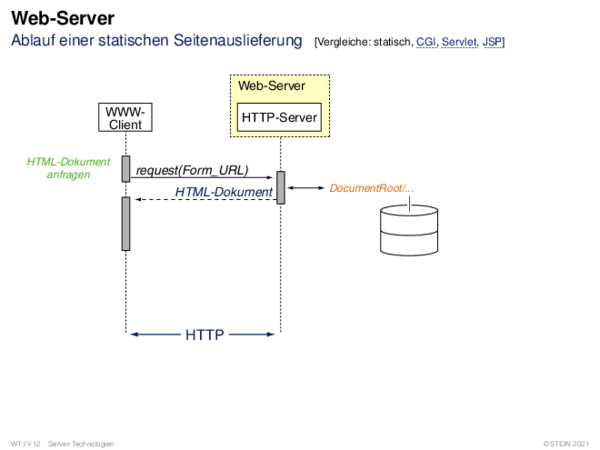 Web-Server
Ablauf einer statischen Seitenauslieferung [Vergleiche: statisch, CGI, Servlet, JSP]
Web-Server
WWW-
Client
HTTP-Server
HTML-Dokument
anfragen
request(Form_URL)
HTML-Dokument
DocumentRoot/...
HTTP
WT:IV-12 Server-Technologien
©STEIN 2021